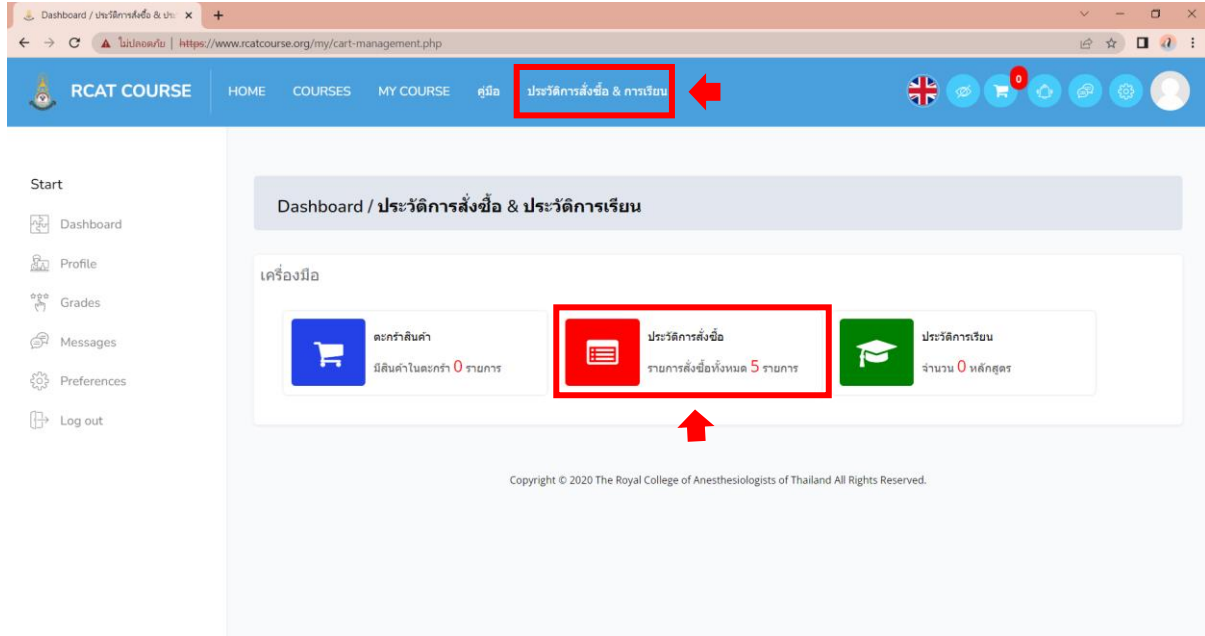 Dashboard / ประวัติการสั่งซื้อ & ประ
ไม่ปลอดภัย | https://www.rcatcourse.org/my/cart-management.php
RCAT COURSE HOME COURSES MY COURSE คู่มือ ประวัติการสั่งซื้อ & การเรียน 0
Start
Dashboard
Profile
Grades
Messages
Preferences
Log out
Dashboard / ประวัติการสั่งซื้อ & ประวัติการเรียน
เครื่องมือ
ตะกร้าสินค้า
มีสินค้าในตะกร้า 0 รายการ
ประวัติการสั่งซื้อ
รายการสั่งซื้อทั้งหมด 5 รายการ
ประวัติการเรียน
จำนวน 0 หลักสูตร
Copyright © 2020 The Royal College of Anesthesiologists of Thailand All Rights Reserved.